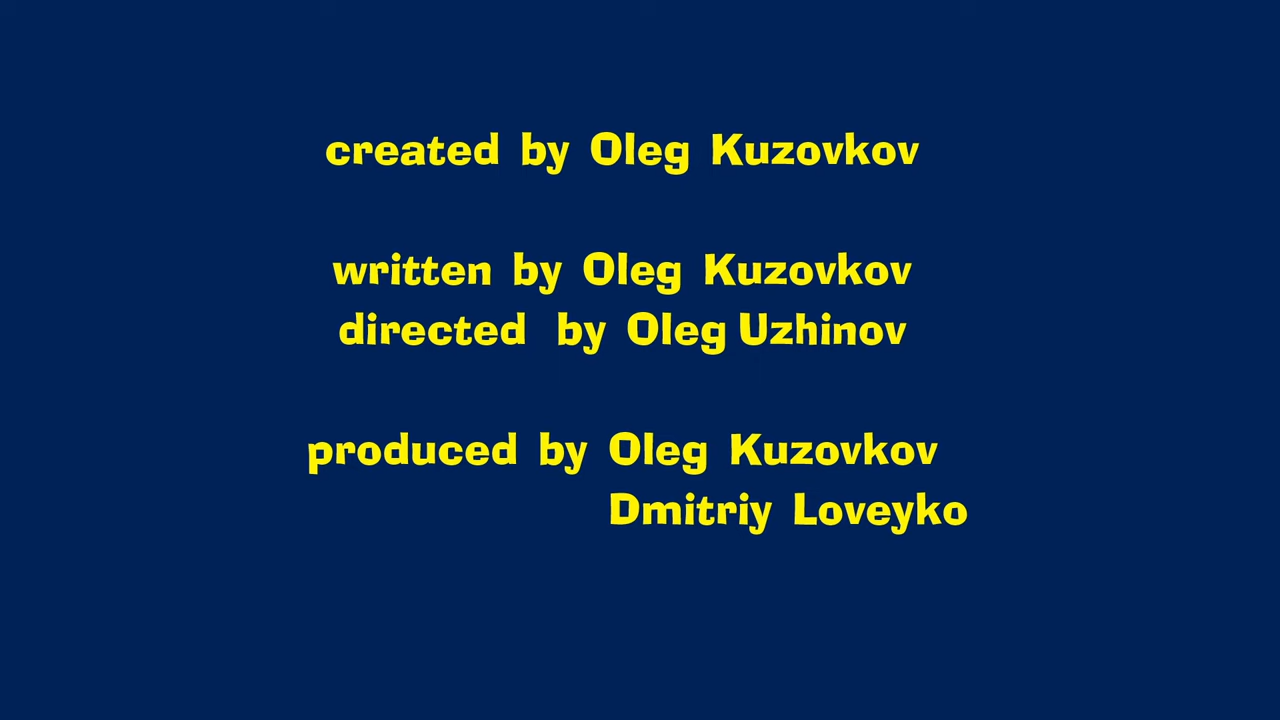 created by Oleg Kuzovkov
written by Oleg Kuzovkov
directed by Oleg Uzhinov
produced by Oleg Kuzovkov
Dmitriy Loveyko